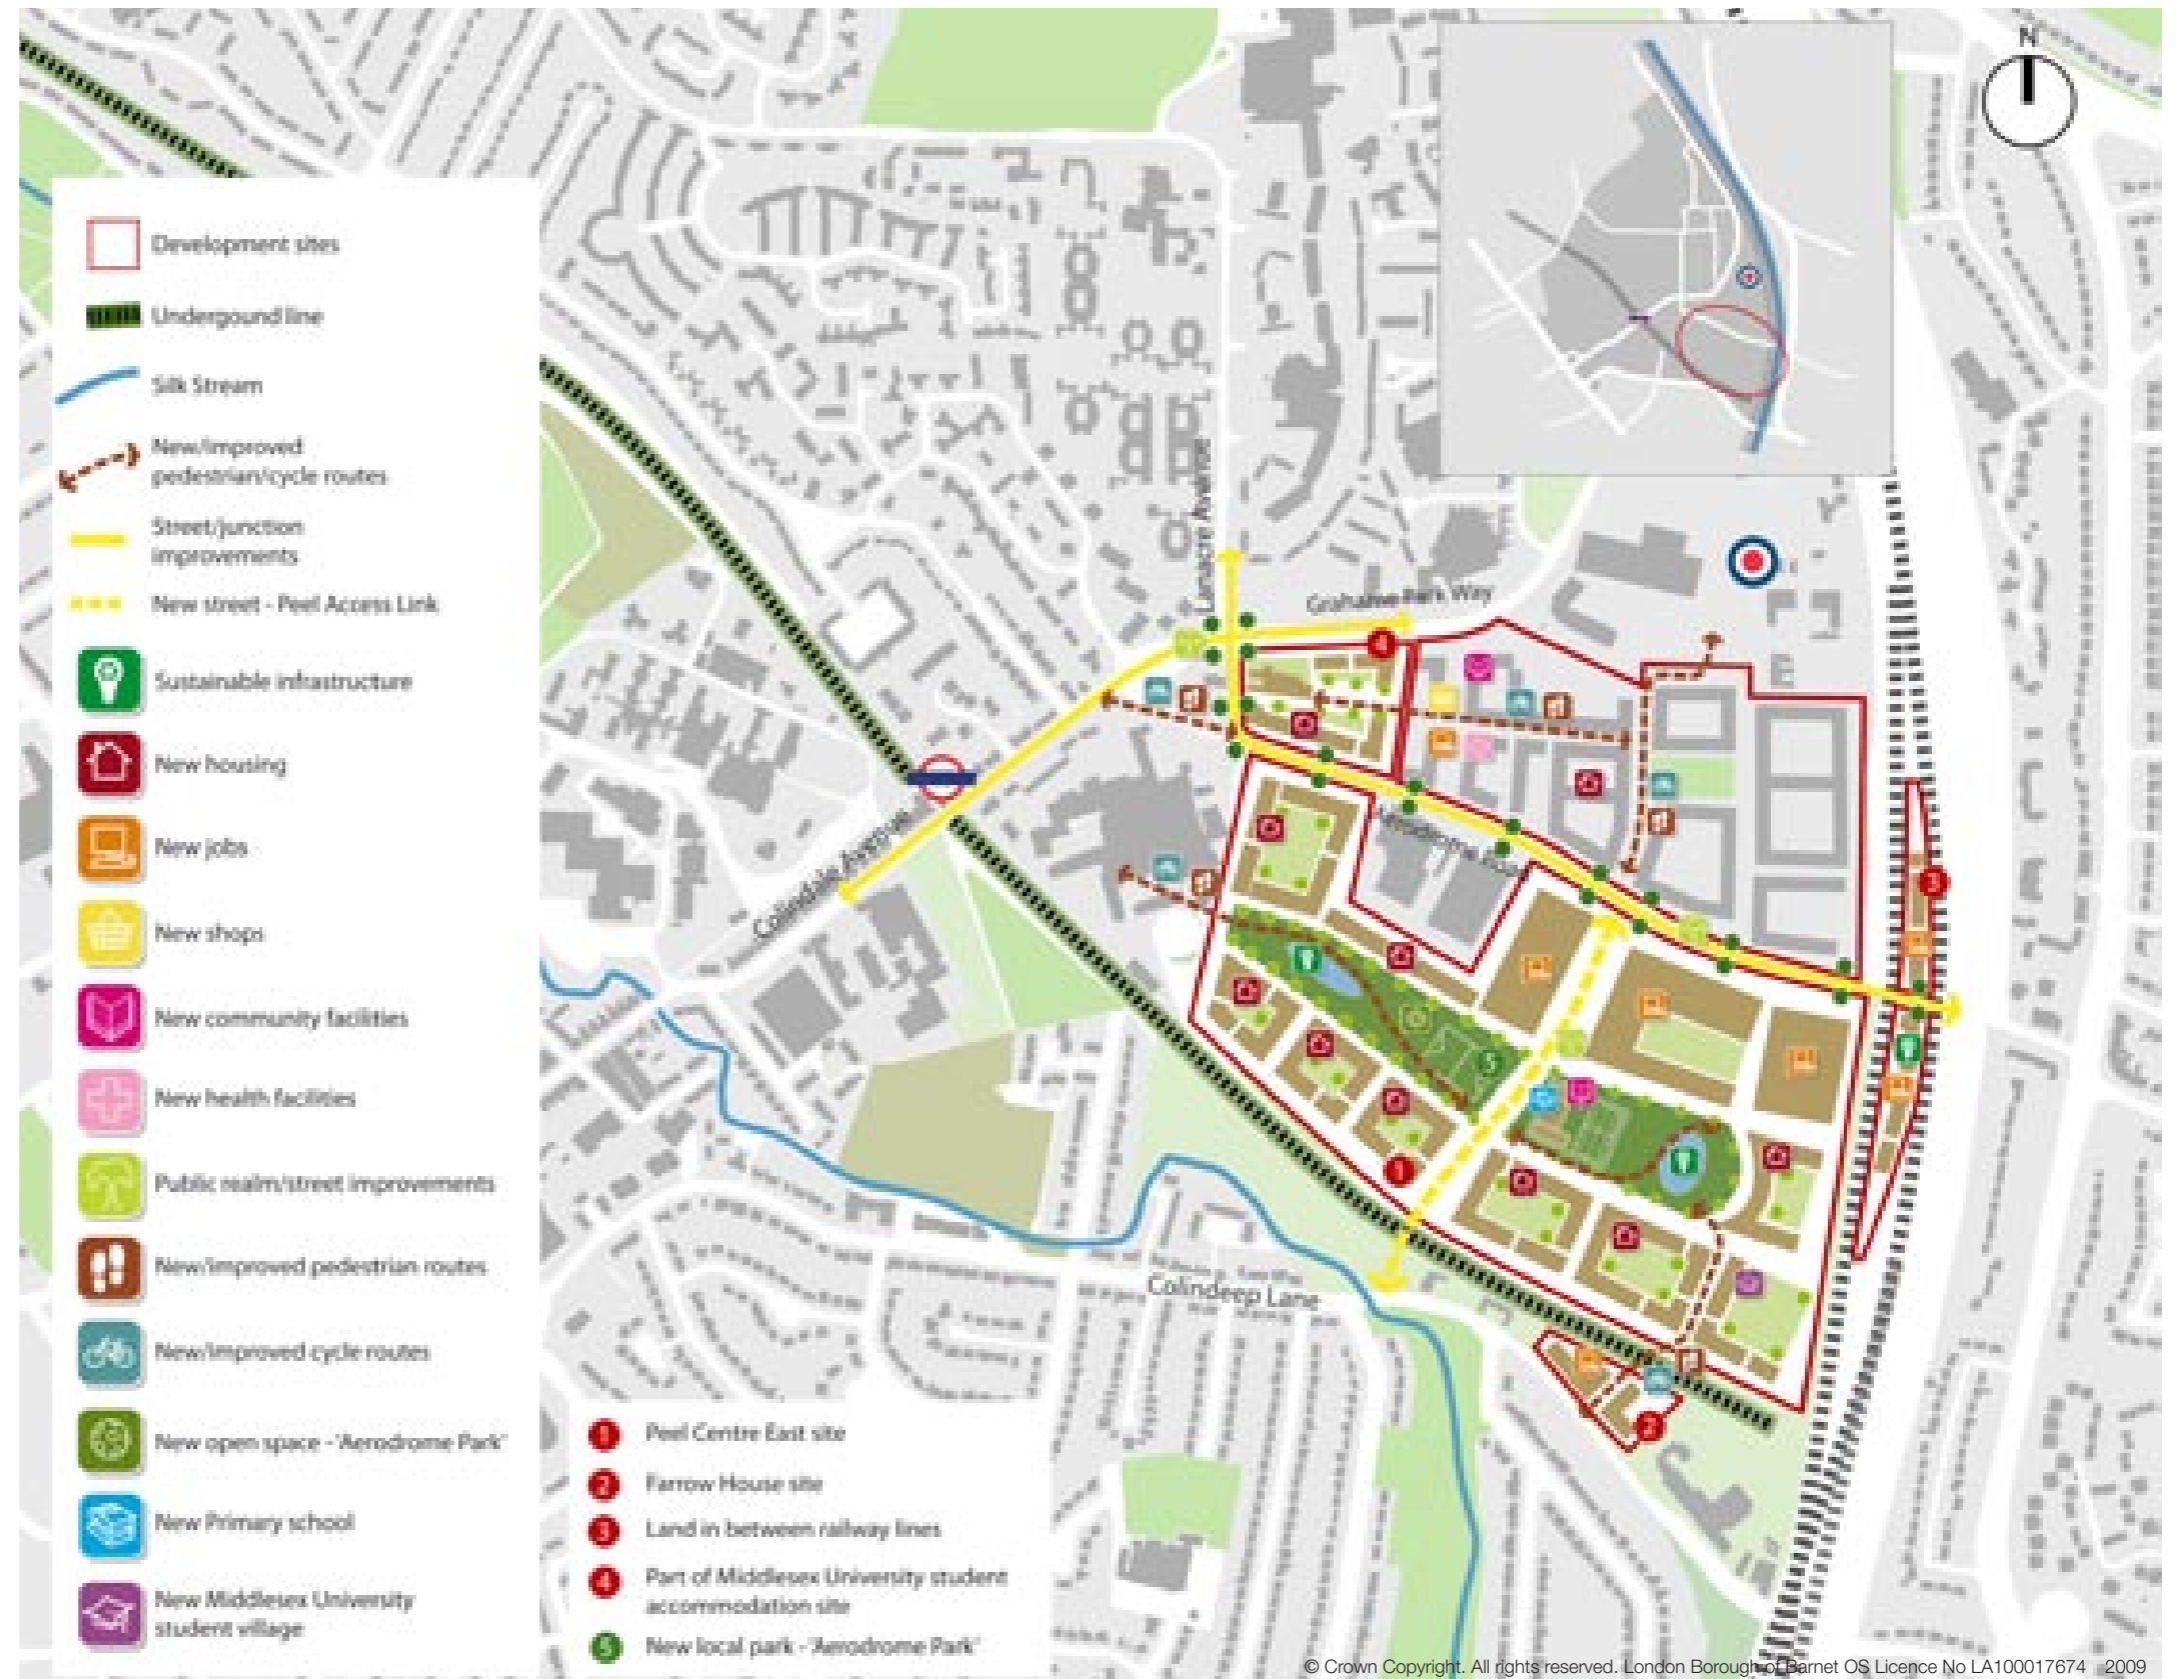 N
Development sites
Undergound line
Silk Stream
New/improved
pedestrian/cycle routes
Street/junction
improvements
New street - Peel Access Link
Sustainable infrastructure
New housing
New jobs
New shops
New community facilities
New health facilities
Public realm/street improvements
New/improved pedestrian routes
New/improved cycle routes
New open space - 'Aerodrome Park'
New Primary school
New Middlesex University
student village
Lanacre Avenue
Grahame Park Way
Aerodrome Road
Colindale Avenue
Colindeep Lane
4
3
5
1
2
1 Peel Centre East site
2 Farrow House site
3 Land in between railway lines
4 Part of Middlesex University student
accommodation site
5 New local park - 'Aerodrome Park'
© Crown Copyright. All rights reserved. London Borough of Barnet OS Licence No LA100017674 2009